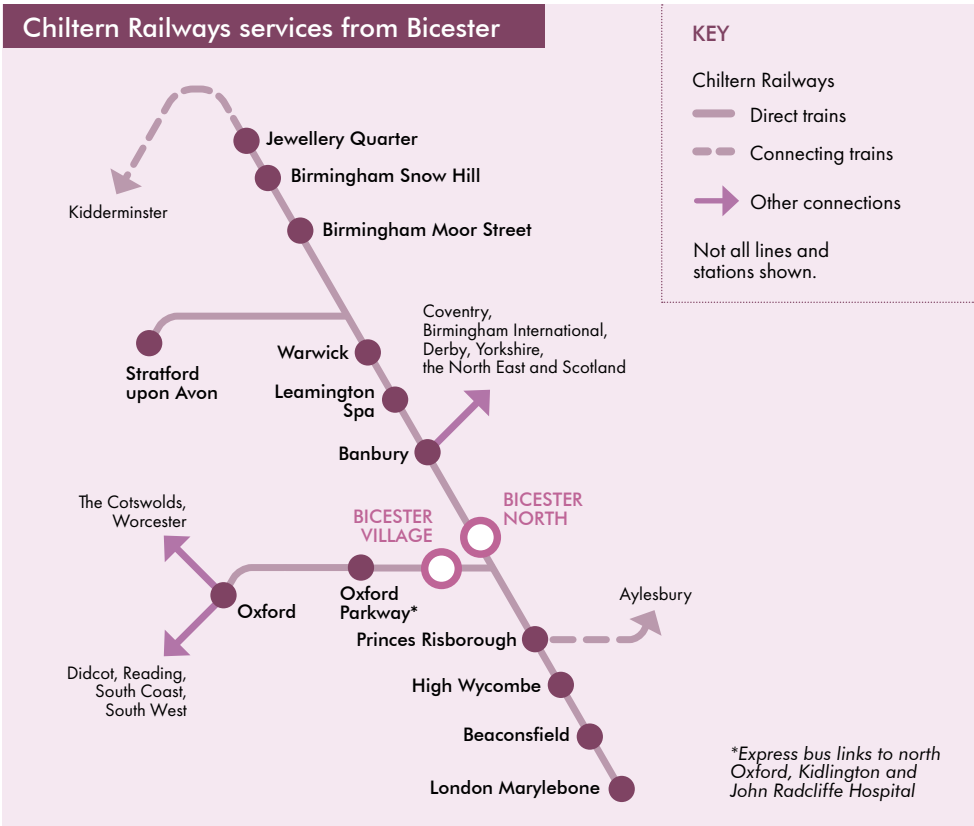 Chiltern Railways services from Bicester
KEY
Chiltern Railways
Direct trains
Connecting trains
Other connections
Not all lines and
stations shown.
Jewellery Quarter
Birmingham Snow Hill
Kidderminster
Birmingham Moor Street
Coventry,
Birmingham International,
Derby, Yorkshire,
the North East and Scotland
Warwick
Stratford
upon Avon
Leamington
Spa
Banbury
The Cotswolds,
Worcester
BICESTER
VILLAGE
BICESTER
NORTH
Oxford
Oxford
Parkway*
Aylesbury
Princes Risborough
Didcot, Reading,
South Coast,
South West
High Wycombe
Beaconsfield
London Marylebone
*Express bus links to north
Oxford, Kidlington and
John Radcliffe Hospital